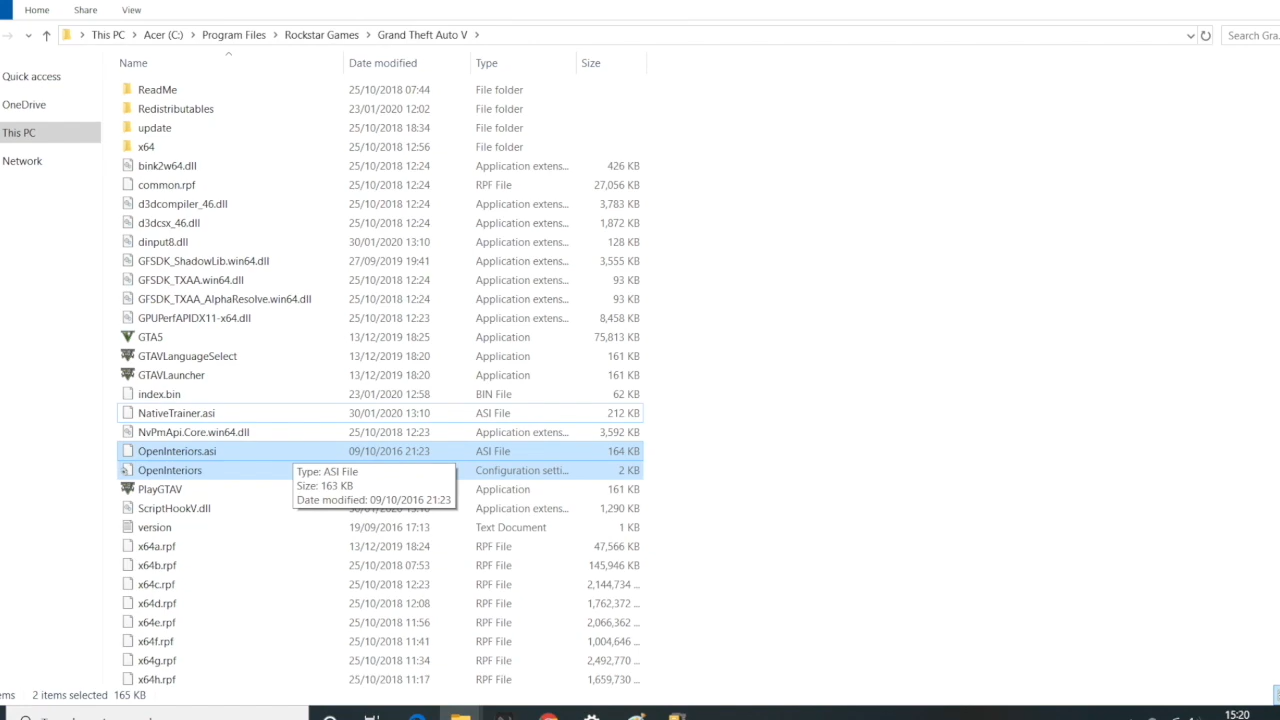 Home Share View
This PC > Acer (C:) > Program Files > Rockstar Games > Grand Theft Auto V > Search Gra...
Name Date modified Type Size
Quick access
OneDrive
This PC
Network
ReadMe 25/10/2018 07:44 File folder
Redistributables 23/01/2020 12:02 File folder
update 25/10/2018 18:34 File folder
x64 25/10/2018 12:56 File folder
bink2w64.dll 25/10/2018 12:24 Application extens... 426 KB
common.rpf 25/10/2018 12:24 RPF File 27,056 KB
d3dcompiler_46.dll 25/10/2018 12:24 Application extens... 3,783 KB
d3dcsx_46.dll 25/10/2018 12:24 Application extens... 1,872 KB
dinput8.dll 30/01/2020 13:10 Application extens... 128 KB
GFSDK_ShadowLib.win64.dll 27/09/2019 19:41 Application extens... 3,555 KB
GFSDK_TXAA.win64.dll 25/10/2018 12:24 Application extens... 93 KB
GFSDK_TXAA_AlphaResolve.win64.dll 25/10/2018 12:24 Application extens... 93 KB
GPUPerfAPIDX11-x64.dll 25/10/2018 12:23 Application extens... 8,458 KB
GTA5 13/12/2019 18:25 Application 75,813 KB
GTAVLanguageSelect 13/12/2019 18:20 Application 161 KB
GTAVLauncher 13/12/2019 18:20 Application 161 KB
index.bin 23/01/2020 12:58 BIN File 62 KB
NativeTrainer.asi 30/01/2020 13:10 ASI File 212 KB
NvPmApi.Core.win64.dll 25/10/2018 12:23 Application extens... 3,592 KB
OpenInteriors.asi 09/10/2016 21:23 ASI File 164 KB
OpenInteriors Configuration setti... 2 KB
Type: ASI File
Size: 163 KB
Date modified: 09/10/2016 21:23
PlayGTAV Application 161 KB
ScriptHookV.dll 30/01/2020 13:10 Application extens... 1,290 KB
version 19/09/2016 17:13 Text Document 1 KB
x64a.rpf 13/12/2019 18:24 RPF File 47,566 KB
x64b.rpf 25/10/2018 07:53 RPF File 145,946 KB
x64c.rpf 25/10/2018 12:23 RPF File 2,144,734 ...
x64d.rpf 25/10/2018 12:08 RPF File 1,762,372 ...
x64e.rpf 25/10/2018 11:56 RPF File 2,066,362 ...
x64f.rpf 25/10/2018 11:41 RPF File 1,004,646 ...
x64g.rpf 25/10/2018 11:34 RPF File 2,492,770 ...
x64h.rpf 25/10/2018 11:17 RPF File 1,659,730 ...
ems 2 items selected 165 KB
15:20